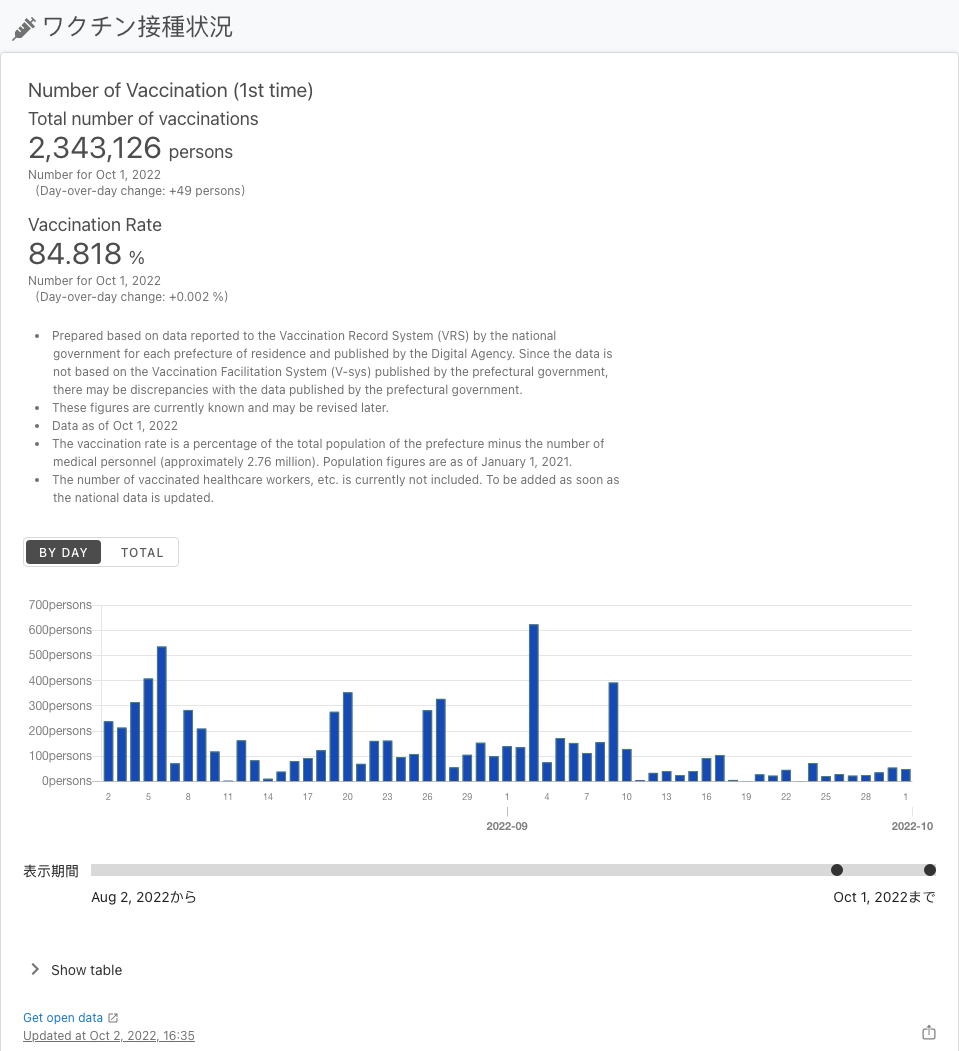 ワクチン接種状況
Number of Vaccination (1st time)
Total number of vaccinations
2,343,126 persons
Number for Oct 1, 2022
(Day-over-day change: +49 persons)
Vaccination Rate
84.818 %
Number for Oct 1, 2022
(Day-over-day change: +0.002 %)
• Prepared based on data reported to the Vaccination Record System (VRS) by the national
government for each prefecture of residence and published by the Digital Agency. Since the data is
not based on the Vaccination Facilitation System (V-sys) published by the prefectural government,
there may be discrepancies with the data published by the prefectural government.
• These figures are currently known and may be revised later.
• Data as of Oct 1, 2022
• The vaccination rate is a percentage of the total population of the prefecture minus the number of
medical personnel (approximately 2.76 million). Population figures are as of January 1, 2021.
• The number of vaccinated healthcare workers, etc. is currently not included. To be added as soon as
the national data is updated.
BY DAY TOTAL
700persons
600persons
500persons
400persons
300persons
200persons
100persons
0persons
2 5 8 11 14 17 20 23 26 29 1 4 7 10 13 16 19 22 25 28 1
2022-09 2022-10
表示期間
Aug 2, 2022から Oct 1, 2022まで
Show table
Get open data
Updated at Oct 2, 2022, 16:35